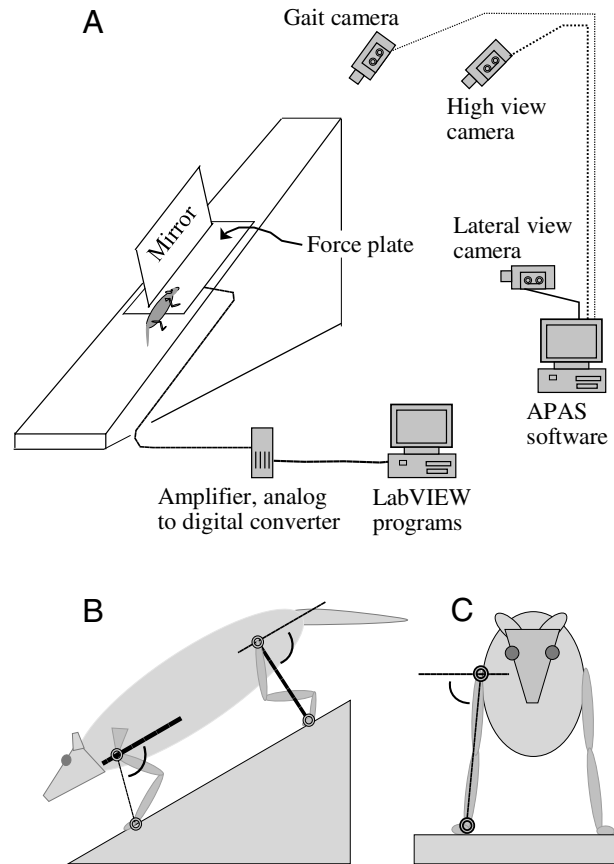 A
Gait camera
High view
camera
Mirror
Force plate
Lateral view
camera
APAS
software
Amplifier, analog
to digital converter
LabVIEW
programs
B
C